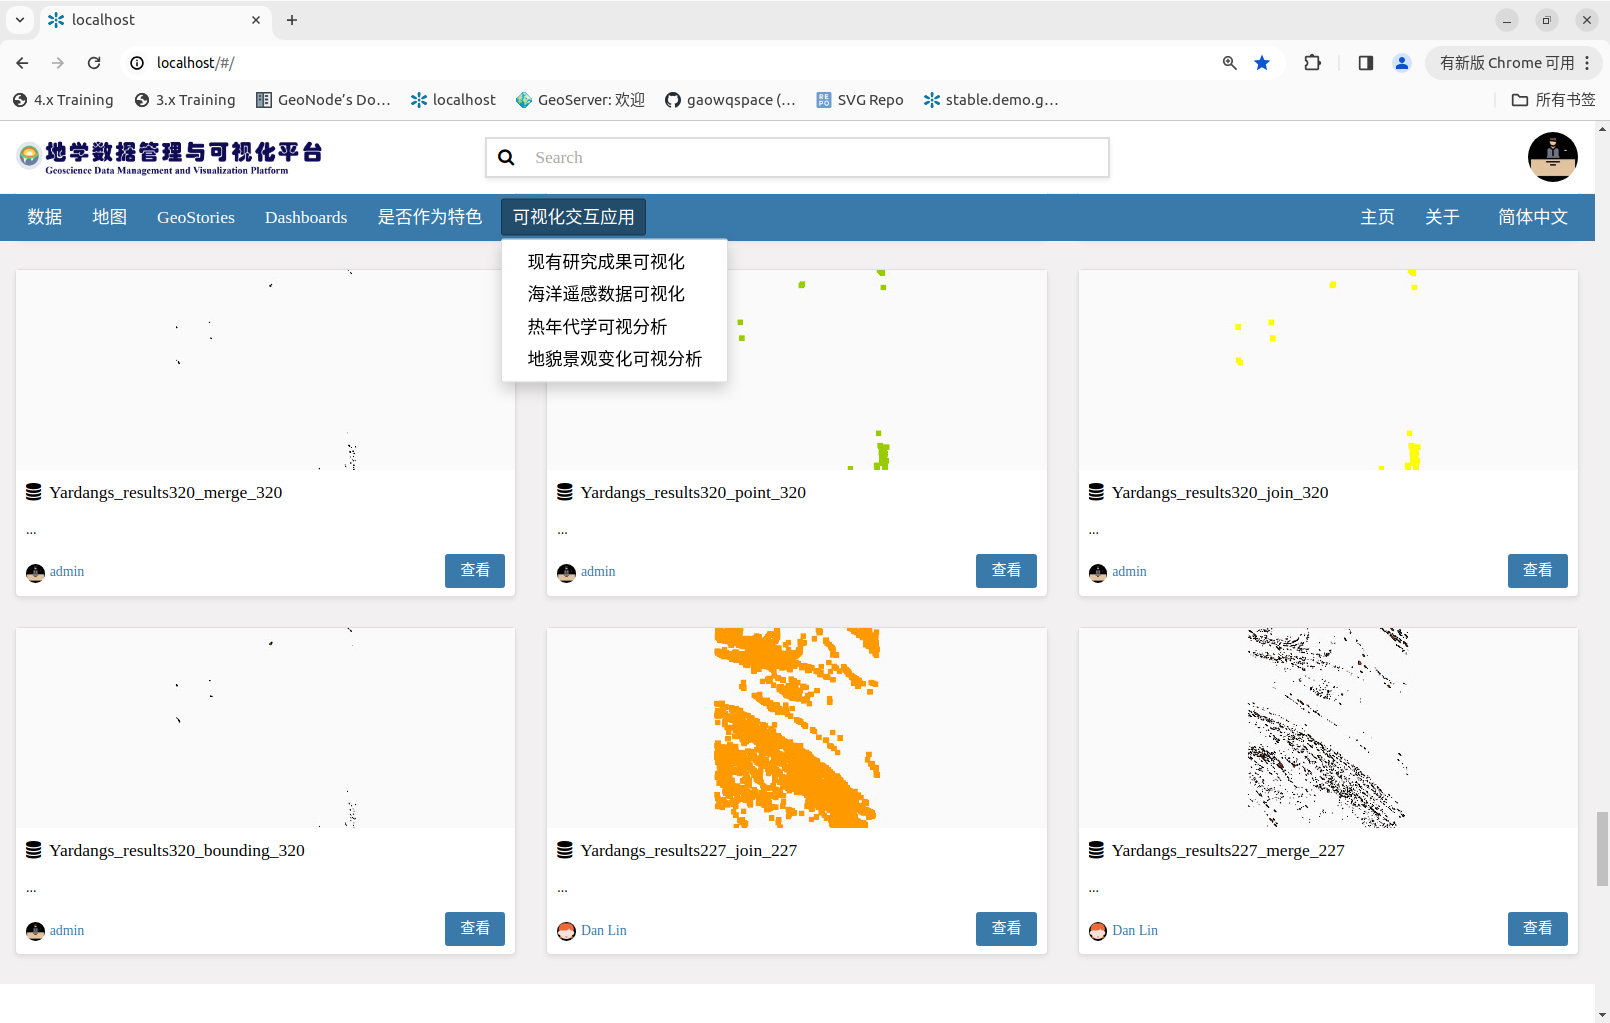 localhost
localhost/#/
有新版 Chrome 可用
4.x Training
3.x Training
GeoNode's Do…
localhost
GeoServer: 欢迎
gaowqspace (…
REPO
SVG Repo
stable.demo.g…
所有书签
地学数据管理与可视化平台
Geoscience Data Management and Visualization Platform
Search
数据
地图
GeoStories
Dashboards
是否作为特色
可视化交互应用
主页
关于
简体中文
现有研究成果可视化
海洋遥感数据可视化
热年代学可视分析
地貌景观变化可视分析
Yardangs_results320_merge_320
...
admin
查看
Yardangs_results320_point_320
...
admin
查看
Yardangs_results320_join_320
...
admin
查看
Yardangs_results320_bounding_320
...
admin
查看
Yardangs_results227_join_227
...
Dan Lin
查看
Yardangs_results227_merge_227
...
Dan Lin
查看